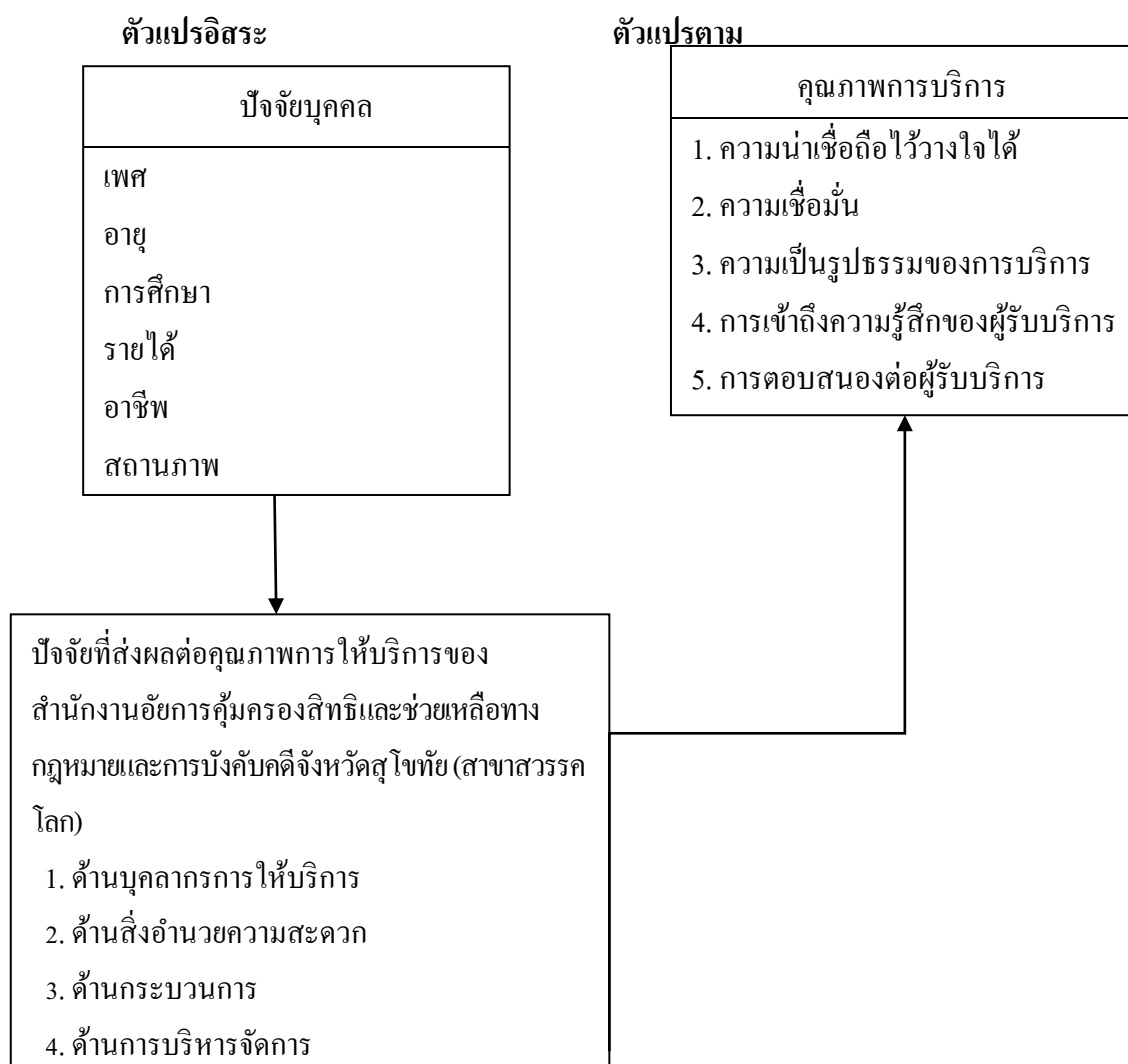 ตัวแปรอิสระ
ตัวแปรตาม
ปัจจัยบุคคล
เพศ
อายุ
การศึกษา
รายได้
อาชีพ
สถานภาพ
คุณภาพการบริการ
1. ความน่าเชื่อถือไว้วางใจได้
2. ความเชื่อมั่น
3. ความเป็นรูปธรรมของการบริการ
4. การเข้าถึงความรู้สึกของผู้รับบริการ
5. การตอบสนองต่อผู้รับบริการ
ปัจจัยที่ส่งผลต่อคุณภาพการให้บริการของ
สำนักงานอัยการคุ้มครองสิทธิและช่วยเหลือทาง
กฎหมายและการบังคับคดีจังหวัดสุโขทัย (สาขาสวรรค
โลก)
1. ด้านบุคลากรการให้บริการ
2. ด้านสิ่งอำนวยความสะดวก
3. ด้านกระบวนการ
4. ด้านการบริหารจัดการ